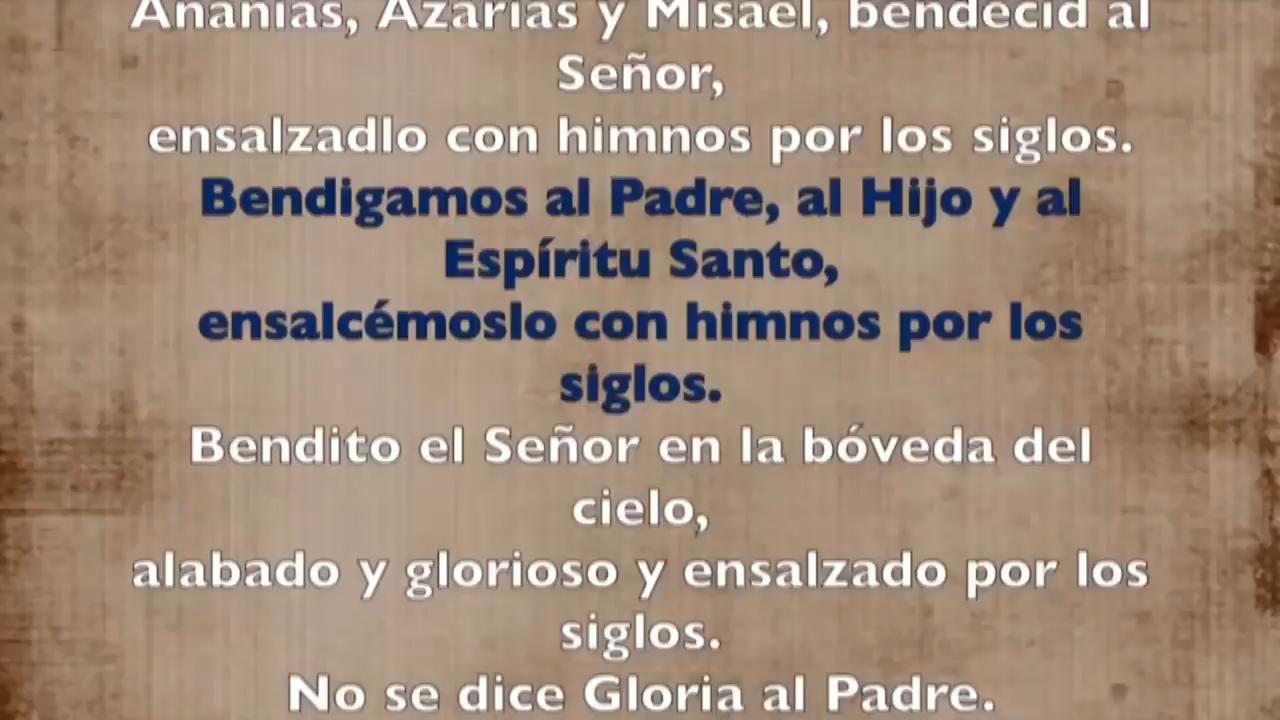 Ananías, Azarías y Misael, bendecid al
Señor,
ensalzadlo con himnos por los siglos.
Bendigamos al Padre, al Hijo y al
Espíritu Santo,
ensalcémoslo con himnos por los
siglos.
Bendito el Señor en la bóveda del
cielo,
alabado y glorioso y ensalzado por los
siglos.
No se dice Gloria al Padre.